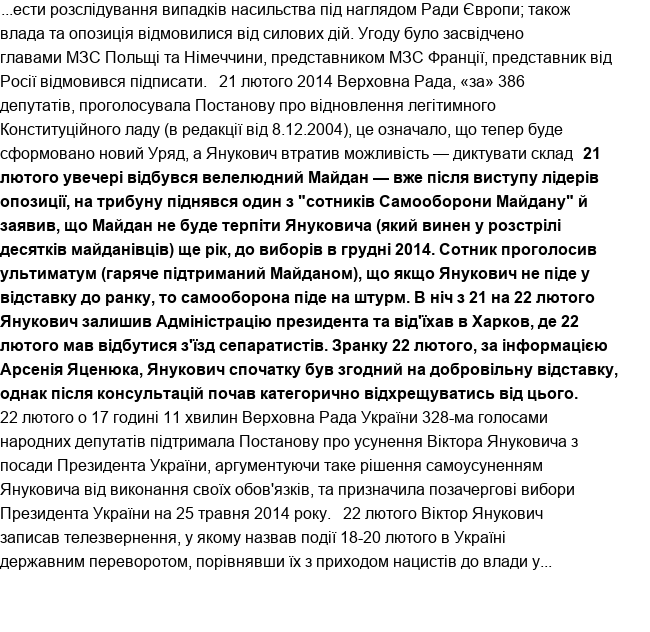 ...ести розслідування випадків насильства під наглядом Ради Європи; також
влада та опозиція відмовилися від силових дій. Угоду було засвідчено
главами МЗС Польщі та Німеччини, представником МЗС Франції, представник від
Росії відмовився підписати.   21 лютого 2014 Верховна Рада, «за» 386
депутатів, проголосувала Постанову про відновлення легітимного
Конституційного ладу (в редакції від 8.12.2004), це означало, що тепер буде
сформовано новий Уряд, а Янукович втратив можливість — диктувати склад  21
лютого увечері відбувся велелюдний Майдан — вже після виступу лідерів
опозиції, на трибуну піднявся один з "сотників Самооборони Майдану" й
заявив, що Майдан не буде терпіти Януковича (який винен у розстрілі
десятків майданівців) ще рік, до виборів в грудні 2014. Сотник проголосив
ультиматум (гаряче підтриманий Майданом), що якщо Янукович не піде у
відставку до ранку, то самооборона піде на штурм. В ніч з 21 на 22 лютого
Янукович залишив Адміністрацію президента та від'їхав в Харков, де 22
лютого мав відбутися з'їзд сепаратистів. Зранку 22 лютого, за інформацією
Арсенія Яценюка, Янукович спочатку був згодний на добровільну відставку,
однак після консультацій почав категорично відхрещуватись від цього.
22 лютого о 17 годині 11 хвилин Верховна Рада України 328-ма голосами
народних депутатів підтримала Постанову про усунення Віктора Януковича з
посади Президента України, аргументуючи таке рішення самоусуненням
Януковича від виконання своїх обов'язків, та призначила позачергові вибори
Президента України на 25 травня 2014 року.   22 лютого Віктор Янукович
записав телезвернення, у якому назвав події 18-20 лютого в Україні
державним переворотом, порівнявши їх з приходом нацистів до влади у...